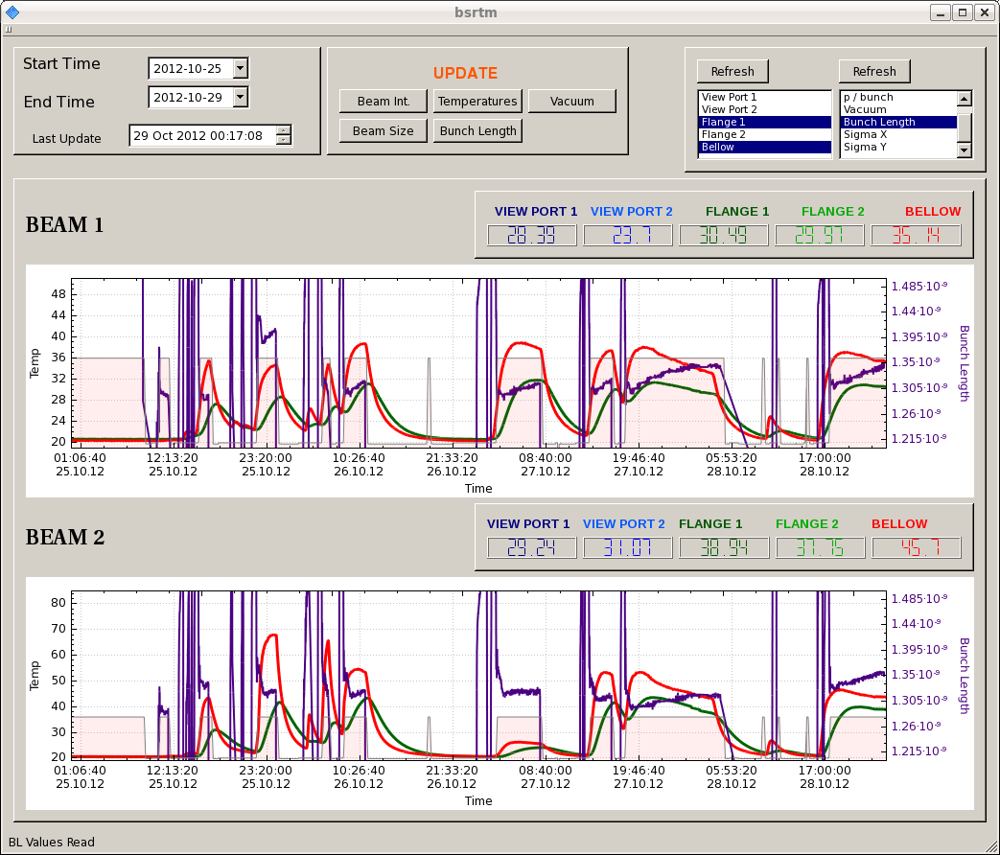 bsrtm
Start Time
2012-10-25
End Time
2012-10-29
Last Update
29 Oct 2012 00:17:08
UPDATE
Beam Int.
Temperatures
Vacuum
Beam Size
Bunch Length
Refresh
Refresh
View Port 1
View Port 2
Flange 1
Flange 2
Bellow
p / bunch
Vacuum
Bunch Length
Sigma X
Sigma Y
BEAM 1
VIEW PORT 1 VIEW PORT 2 FLANGE 1 FLANGE 2 BELLOW
28.39 23.7 30.49 29.97 35.14
48
44
40
36
32
28
24
20
Temp
1.485·10⁻⁹
1.44·10⁻⁹
1.395·10⁻⁹
1.35·10⁻⁹
1.305·10⁻⁹
1.26·10⁻⁹
1.215·10⁻⁹
Bunch Length
01:06:40 12:13:20 23:20:00 10:26:40 21:33:20 08:40:00 19:46:40 05:53:20 17:00:00
25.10.12 25.10.12 25.10.12 26.10.12 26.10.12 27.10.12 27.10.12 28.10.12 28.10.12
Time
BEAM 2
VIEW PORT 1 VIEW PORT 2 FLANGE 1 FLANGE 2 BELLOW
29.24 31.07 38.94 37.76 45.7
80
70
60
50
40
30
20
Temp
1.485·10⁻⁹
1.44·10⁻⁹
1.395·10⁻⁹
1.35·10⁻⁹
1.305·10⁻⁹
1.26·10⁻⁹
1.215·10⁻⁹
Bunch Length
01:06:40 12:13:20 23:20:00 10:26:40 21:33:20 08:40:00 19:46:40 05:53:20 17:00:00
25.10.12 25.10.12 25.10.12 26.10.12 26.10.12 27.10.12 27.10.12 28.10.12 28.10.12
Time
BL Values Read